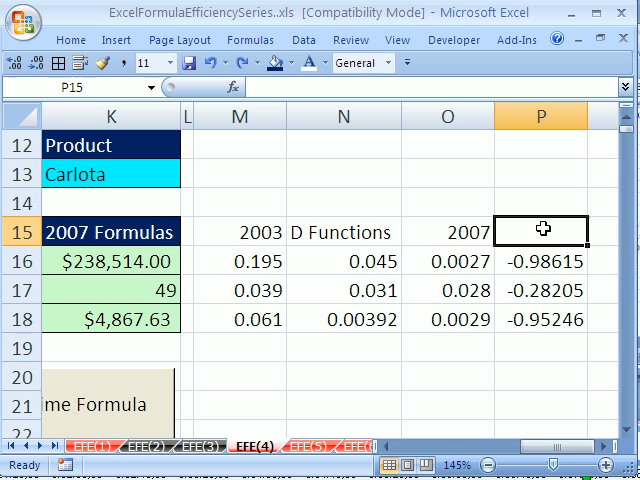 ExcelFormulaEfficiencySeries..xls [Compatibility Mode] - Microsoft Excel
Home Insert Page Layout Formulas Data Review View Developer Add-Ins
11 General
P15 fx
K L M N O P
12 Product
13 Carlota
14
15 2007 Formulas 2003 D Functions 2007
16 $238,514.00 0.195 0.045 0.0027 -0.98615
17 49 0.039 0.031 0.028 -0.28205
18 $4,867.63 0.061 0.00392 0.0029 -0.95246
19
20
21 ime Formula
22
EFE(1) EFE(2) EFE(3) EFE(4) EFE(5) EFE(
Ready 145%